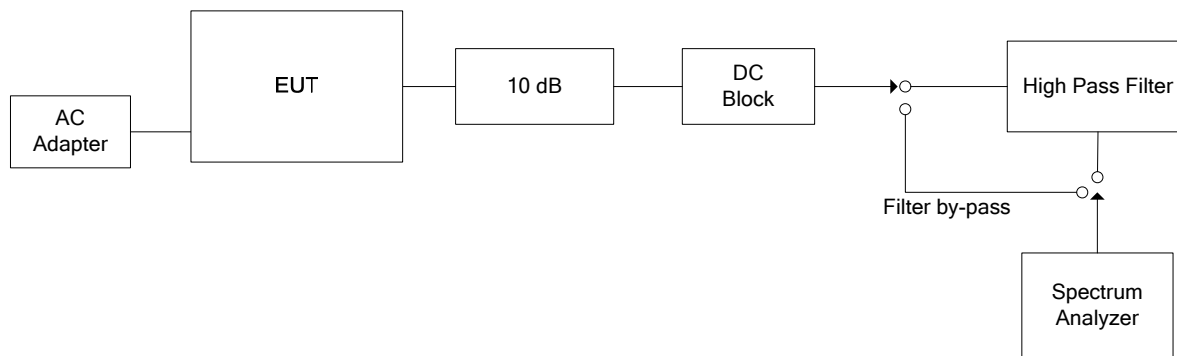 AC
Adapter
EUT
10 dB
DC
Block
High Pass Filter
Filter by-pass
Spectrum
Analyzer